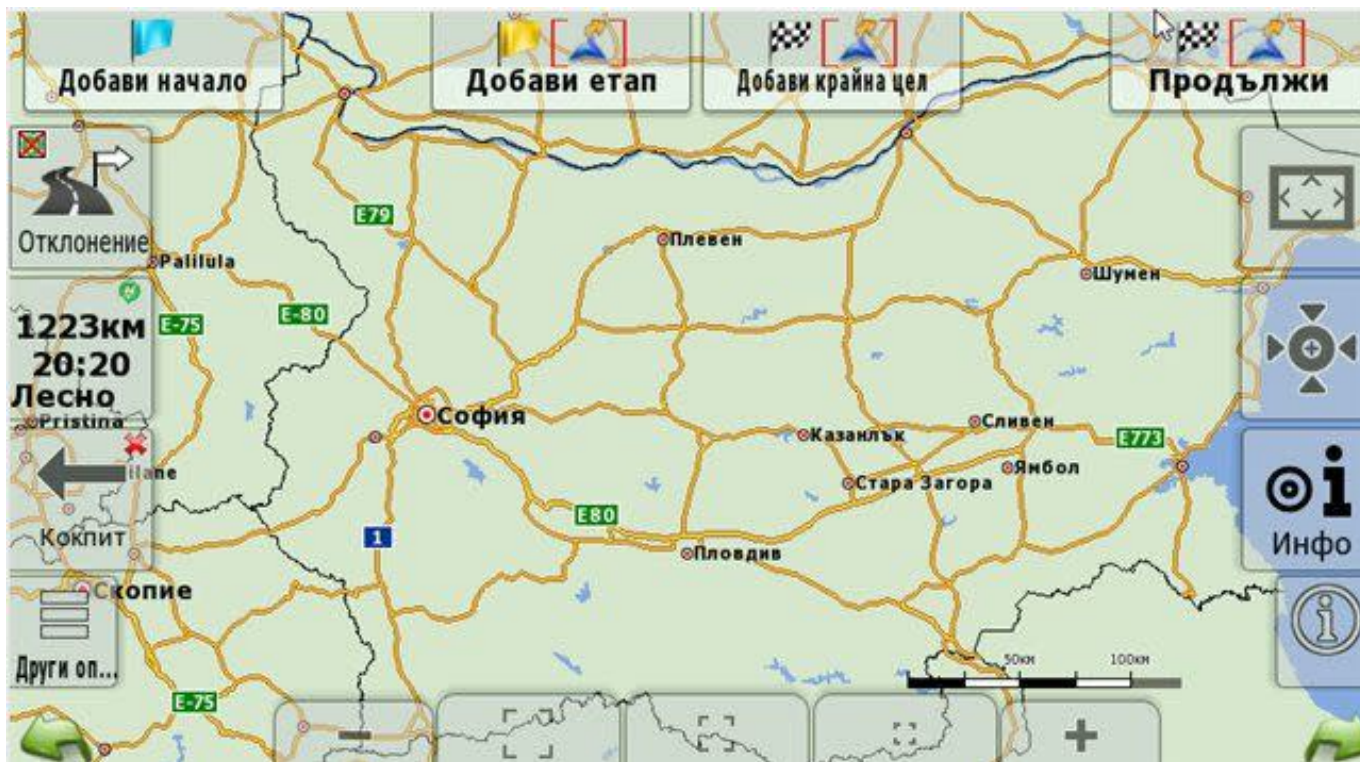 Добави начало
Добави етап
Добави крайна цел
Продължи
Отклонение
E79
Плевен
Palilula
Шумен
E-80
E-75
1223км
20:20
Лесно
Pristina
София
Сливен
Казанлък
E773
ilane
Ямбол
Стара Загора
E80
Кокпит
1
Инфо
Пловдив
Скопие
Други оп...
50км
100км
E-75